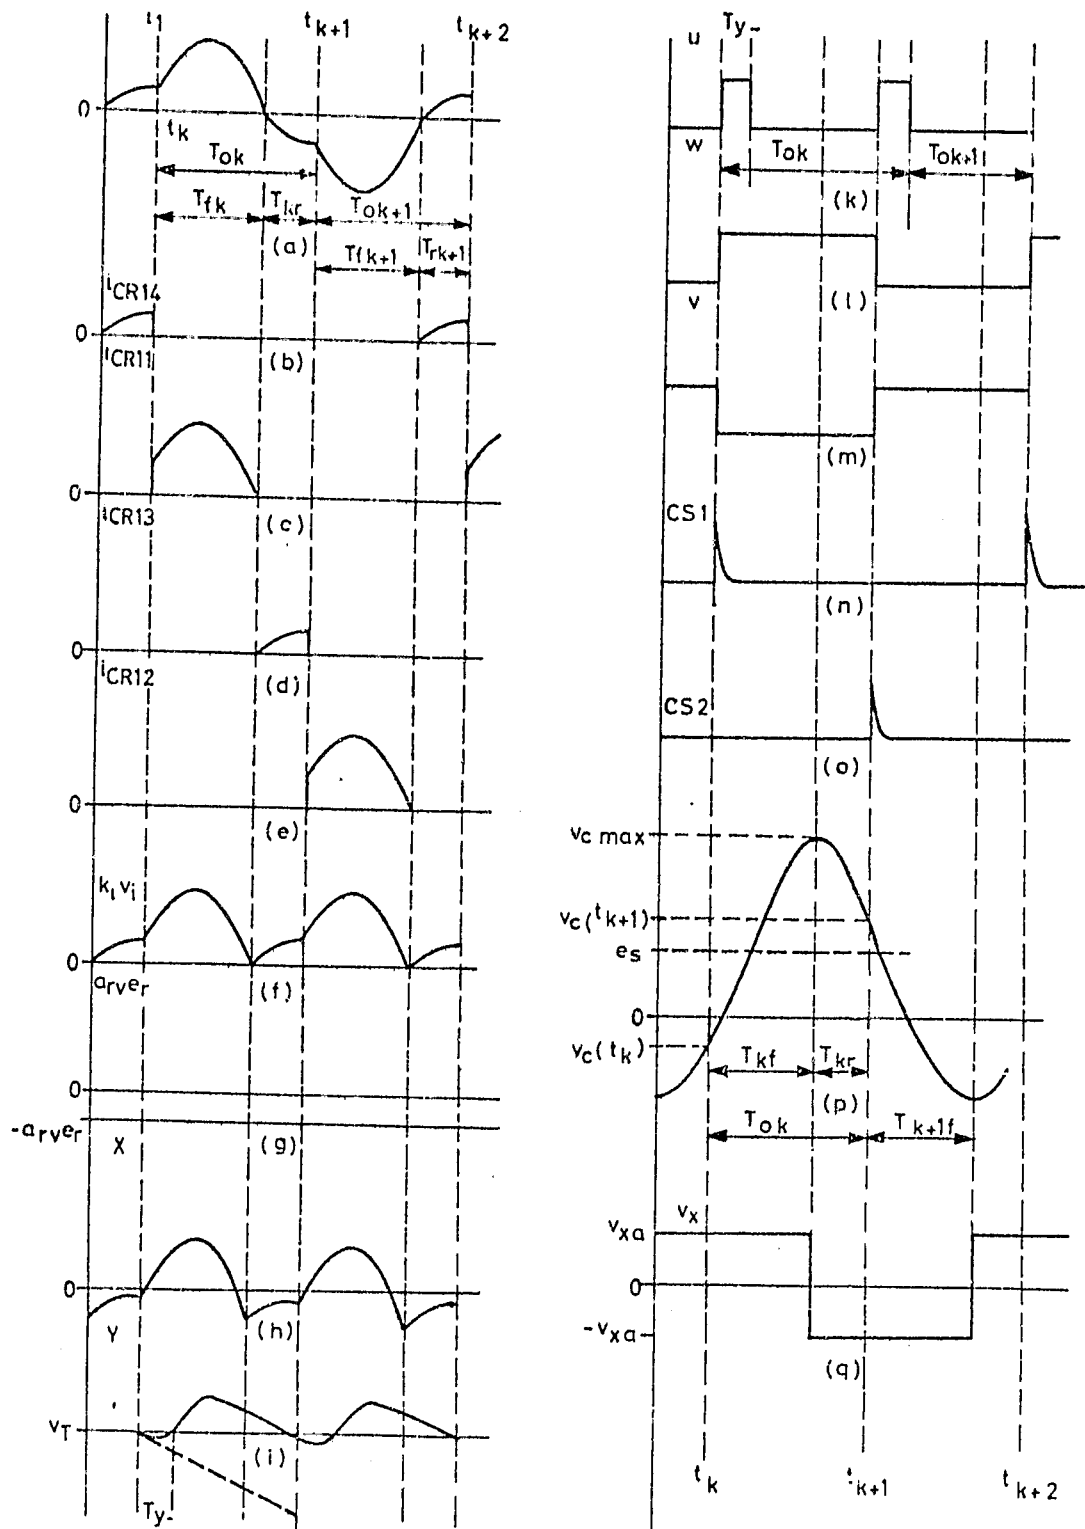 t1
tk+1
tk+2
0
tk
Tok
Tfk
Tkr
Tok+1
(a)
Tfk+1
Trk+1
iCR14
0
(b)
iCR11
0
(c)
iCR13
0
(d)
iCR12
0
(e)
k1 vi
0
(f)
arver
0
-arver
(g)
X
0
(h)
Y
vT
(i)
Ty-
u
Ty-
w
Tok
Tok+1
(k)
(l)
v
(m)
CS1
(n)
CS2
(o)
vc max
vc(tk+1)
es
0
vc(tk)
Tkf
Tkr
(p)
Tok
Tk+1f
vx
vxa
0
-vxa
(q)
tk
tk+1
tk+2